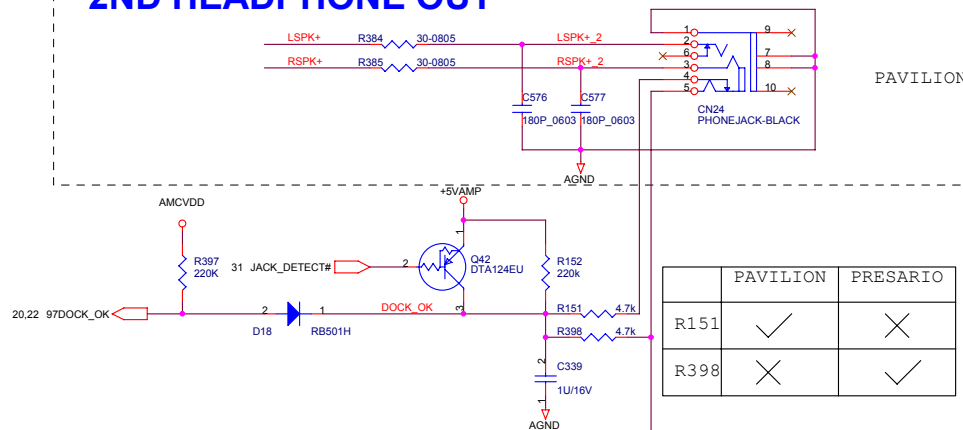 2ND HEADPHONE OUT
LSPK+ R384 30-0805 LSPK+_2
RSPK+ R385 30-0805 RSPK+_2
1
2
6
3
4
5
9
7
8
10
CN24
PHONEJACK-BLACK
PAVILION
C576
180P_0603
C577
180P_0603
AGND
AMCVDD
R397
220K
31 JACK_DETECT#
+5VAMP
1
2
3
Q42
DTA124EU
R152
220k
20,22 97DOCK_OK
2 1
D18 RB501H
DOCK_OK
R151 4.7k
R398 4.7k
2
C339
1U/16V
1
AGND
PAVILION PRESARIO
R151
R398